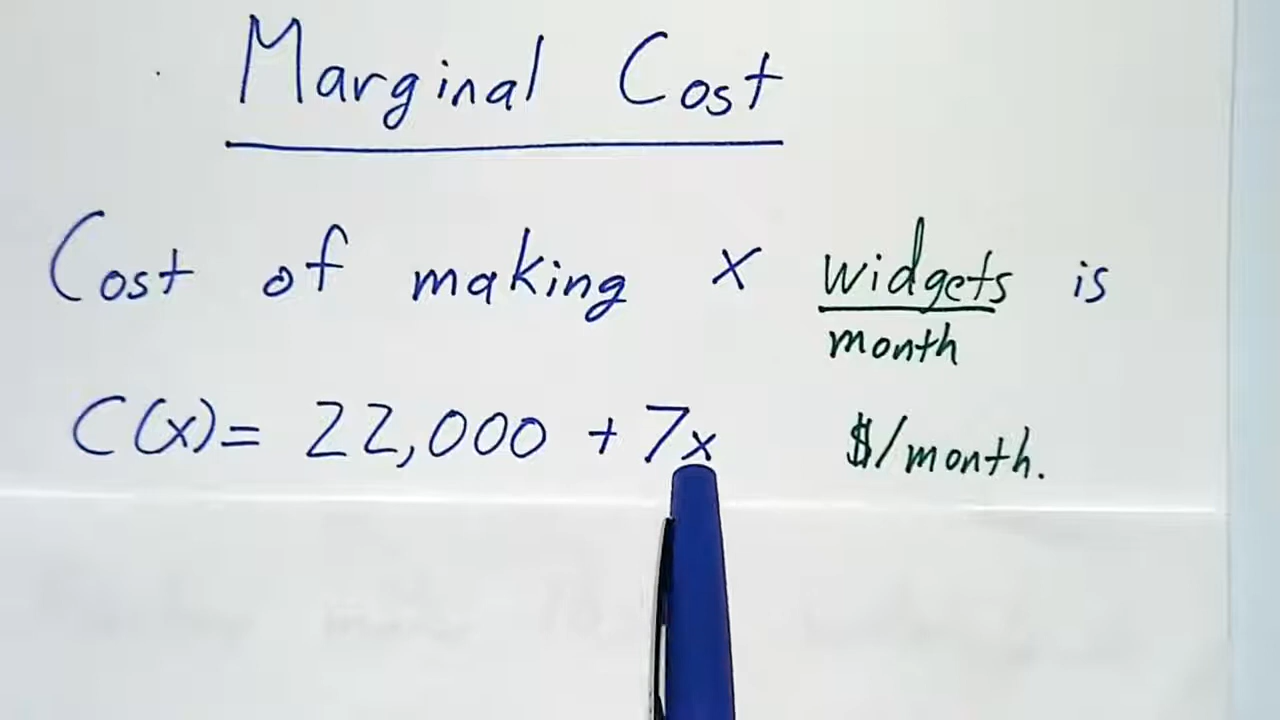 Marginal Cost
Cost of making x widgets/month is
C(x)= 22,000 + 7x $/month.